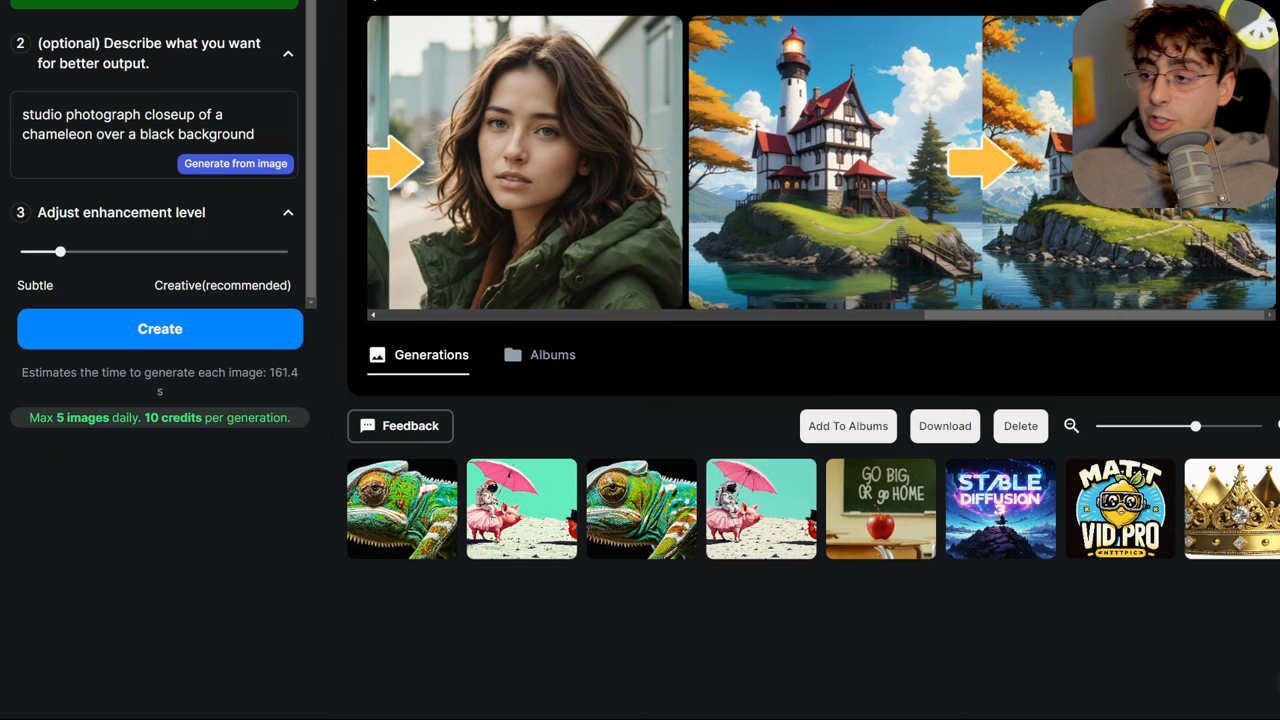 2 (optional) Describe what you want
for better output.
studio photograph closeup of a
chameleon over a black background
Generate from image
3 Adjust enhancement level
Subtle Creative(recommended)
Create
Estimates the time to generate each image: 161.4
s
Max 5 images daily. 10 credits per generation.
Generations Albums
Feedback Add To Albums Download Delete
GO BIG,
OR go HOME
STABLE
DIFFUSION
3
MATT
VID PRO